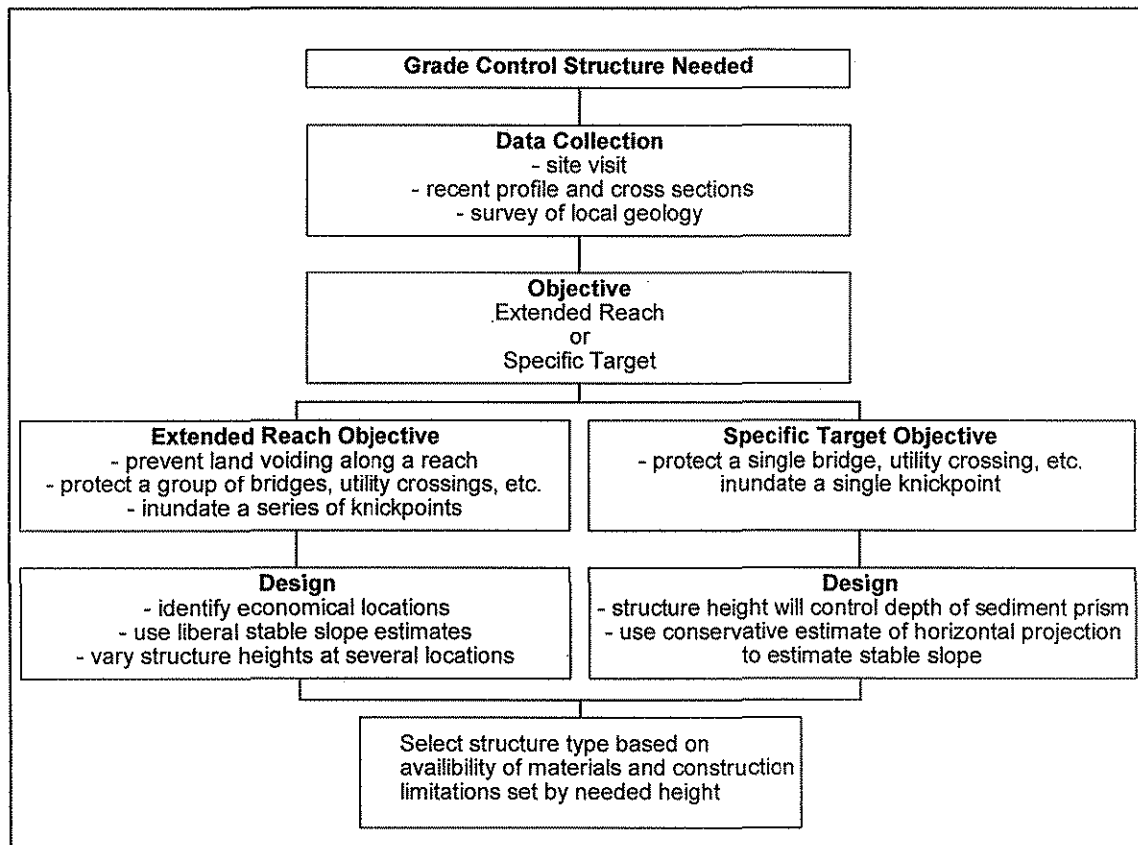 Grade Control Structure Needed
Data Collection
- site visit
- recent profile and cross sections
- survey of local geology
Objective
Extended Reach
or
Specific Target
Extended Reach Objective
- prevent land voiding along a reach
- protect a group of bridges, utility crossings, etc.
- inundate a series of knickpoints
Specific Target Objective
- protect a single bridge, utility crossing, etc.
inundate a single knickpoint
Design
- identify economical locations
- use liberal stable slope estimates
- vary structure heights at several locations
Design
- structure height will control depth of sediment prism
- use conservative estimate of horizontal projection
to estimate stable slope
Select structure type based on
availibility of materials and construction
limitations set by needed height